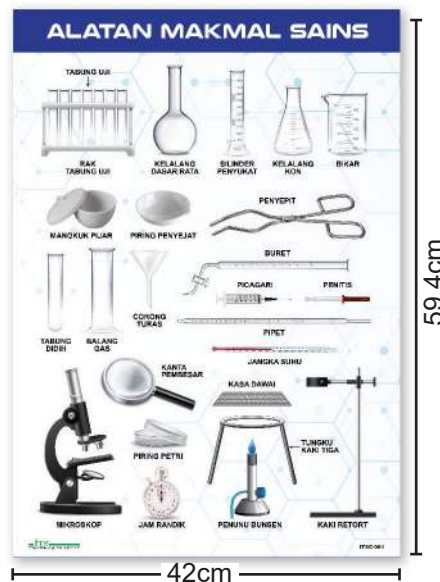 ALATAN MAKMAL SAINS
TABUNG UJI
RAK
TABUNG UJI
KELALANG
DASAR RATA
SILINDER
PENYUKAT
KELALANG
KON
BIKAR
MANGKUK PIJAR
PIRING PENYEJAT
PENYEPIT
BURET
PICAGARI
PENITIS
TABUNG
DIDIH
BALANG
GAS
CORONG
TURAS
PIPET
JANGKA SUHU
KANTA
PEMBESAR
KASA DAWAI
PIRING PETRI
TUNGKU
KAKI TIGA
MIKROSKOP
JAM RANDIK
PENUNU BUNSEN
KAKI RETORT
59.4cm
42cm